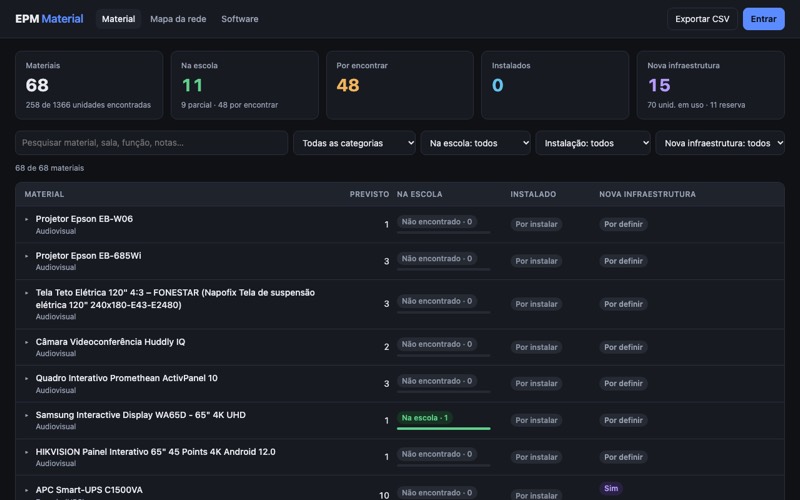 EPM Material
Material
Mapa da rede
Software
Exportar CSV
Entrar
Materiais
68
258 de 1366 unidades encontradas
Na escola
11
9 parcial · 48 por encontrar
Por encontrar
48
Instalados
0
Nova infraestrutura
15
70 unid. em uso · 11 reserva
Pesquisar material, sala, função, notas...
Todas as categorias
Na escola: todos
Instalação: todos
Nova infraestrutura: todos
68 de 68 materiais
MATERIAL PREVISTO NA ESCOLA INSTALADO NOVA INFRAESTRUTURA
Projetor Epson EB-W06
Audiovisual
1 Não encontrado · 0 Por instalar Por definir
Projetor Epson EB-685Wi
Audiovisual
3 Não encontrado · 0 Por instalar Por definir
Tela Teto Elétrica 120" 4:3 – FONESTAR (Napofix Tela de suspensão
elétrica 120" 240x180-E43-E2480)
Audiovisual
3 Não encontrado · 0 Por instalar Por definir
Câmara Videoconferência Huddly IQ
Audiovisual
2 Não encontrado · 0 Por instalar Por definir
Quadro Interativo Promethean ActivPanel 10
Audiovisual
3 Não encontrado · 0 Por instalar Por definir
Samsung Interactive Display WA65D - 65" 4K UHD
Audiovisual
1 Na escola · 1 Por instalar Por definir
HIKVISION Painel Interativo 65" 45 Points 4K Android 12.0
Audiovisual
1 Não encontrado · 0 Por instalar Por definir
APC Smart-UPS C1500VA
10 Não encontrado · 0 Por instalar Sim